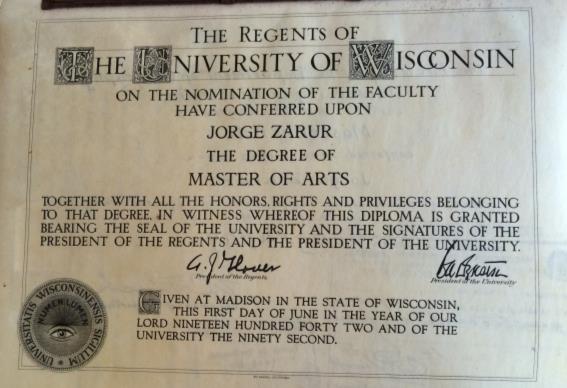 THE REGENTS OF
THE UNIVERSITY OF WISCONSIN
ON THE NOMINATION OF THE FACULTY
HAVE CONFERRED UPON
JORGE ZARUR
THE DEGREE OF
MASTER OF ARTS
TOGETHER WITH ALL THE HONORS, RIGHTS AND PRIVILEGES BELONGING
TO THAT DEGREE, IN WITNESS WHEREOF THIS DIPLOMA IS GRANTED
BEARING THE SEAL OF THE UNIVERSITY AND THE SIGNATURES OF THE
PRESIDENT OF THE REGENTS AND THE PRESIDENT OF THE UNIVERSITY.
President of the Regents
President of the University
GIVEN AT MADISON IN THE STATE OF WISCONSIN,
THIS FIRST DAY OF JUNE IN THE YEAR OF OUR
LORD NINETEEN HUNDRED FORTY TWO AND OF THE
UNIVERSITY THE NINETY SECOND.
UNIVERSITATIS WISCONSINENSIS SIGILLUM
NUMEN LUMEN